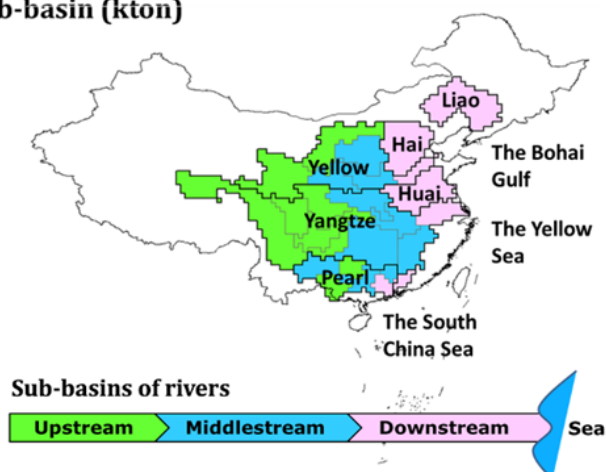 b-basin (kton)
Liao
Hai
The Bohai
Gulf
Yellow
Huai
Yangtze
The Yellow
Sea
Pearl
The South
China Sea
Sub-basins of rivers
Upstream
Middlestream
Downstream
Sea